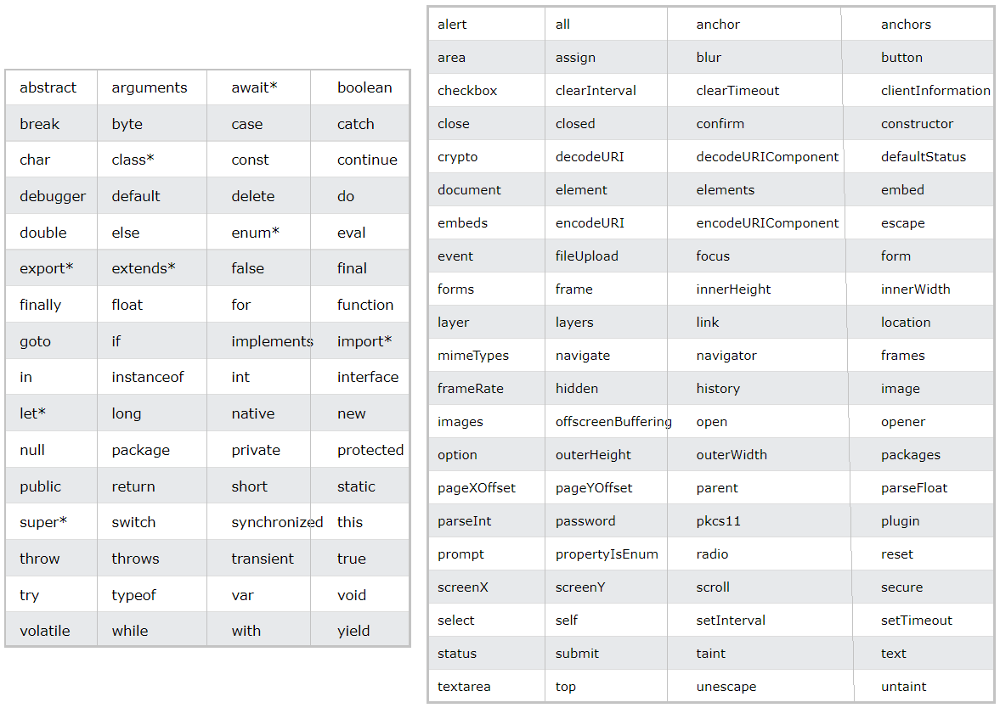 abstract arguments await* boolean
break byte case catch
char class* const continue
debugger default delete do
double else enum* eval
export* extends* false final
finally float for function
goto if implements import*
in instanceof int interface
let* long native new
null package private protected
public return short static
super* switch synchronized this
throw throws transient true
try typeof var void
volatile while with yield
alert all anchor anchors
area assign blur button
checkbox clearInterval clearTimeout clientInformation
close closed confirm constructor
crypto decodeURI decodeURIComponent defaultStatus
document element elements embed
embeds encodeURI encodeURIComponent escape
event fileUpload focus form
forms frame innerHeight innerWidth
layer layers link location
mimeTypes navigate navigator frames
frameRate hidden history image
images offscreenBuffering open opener
option outerHeight outerWidth packages
pageXOffset pageYOffset parent parseFloat
parseInt password pkcs11 plugin
prompt propertyIsEnum radio reset
screenX screenY scroll secure
select self setInterval setTimeout
status submit taint text
textarea top unescape untaint